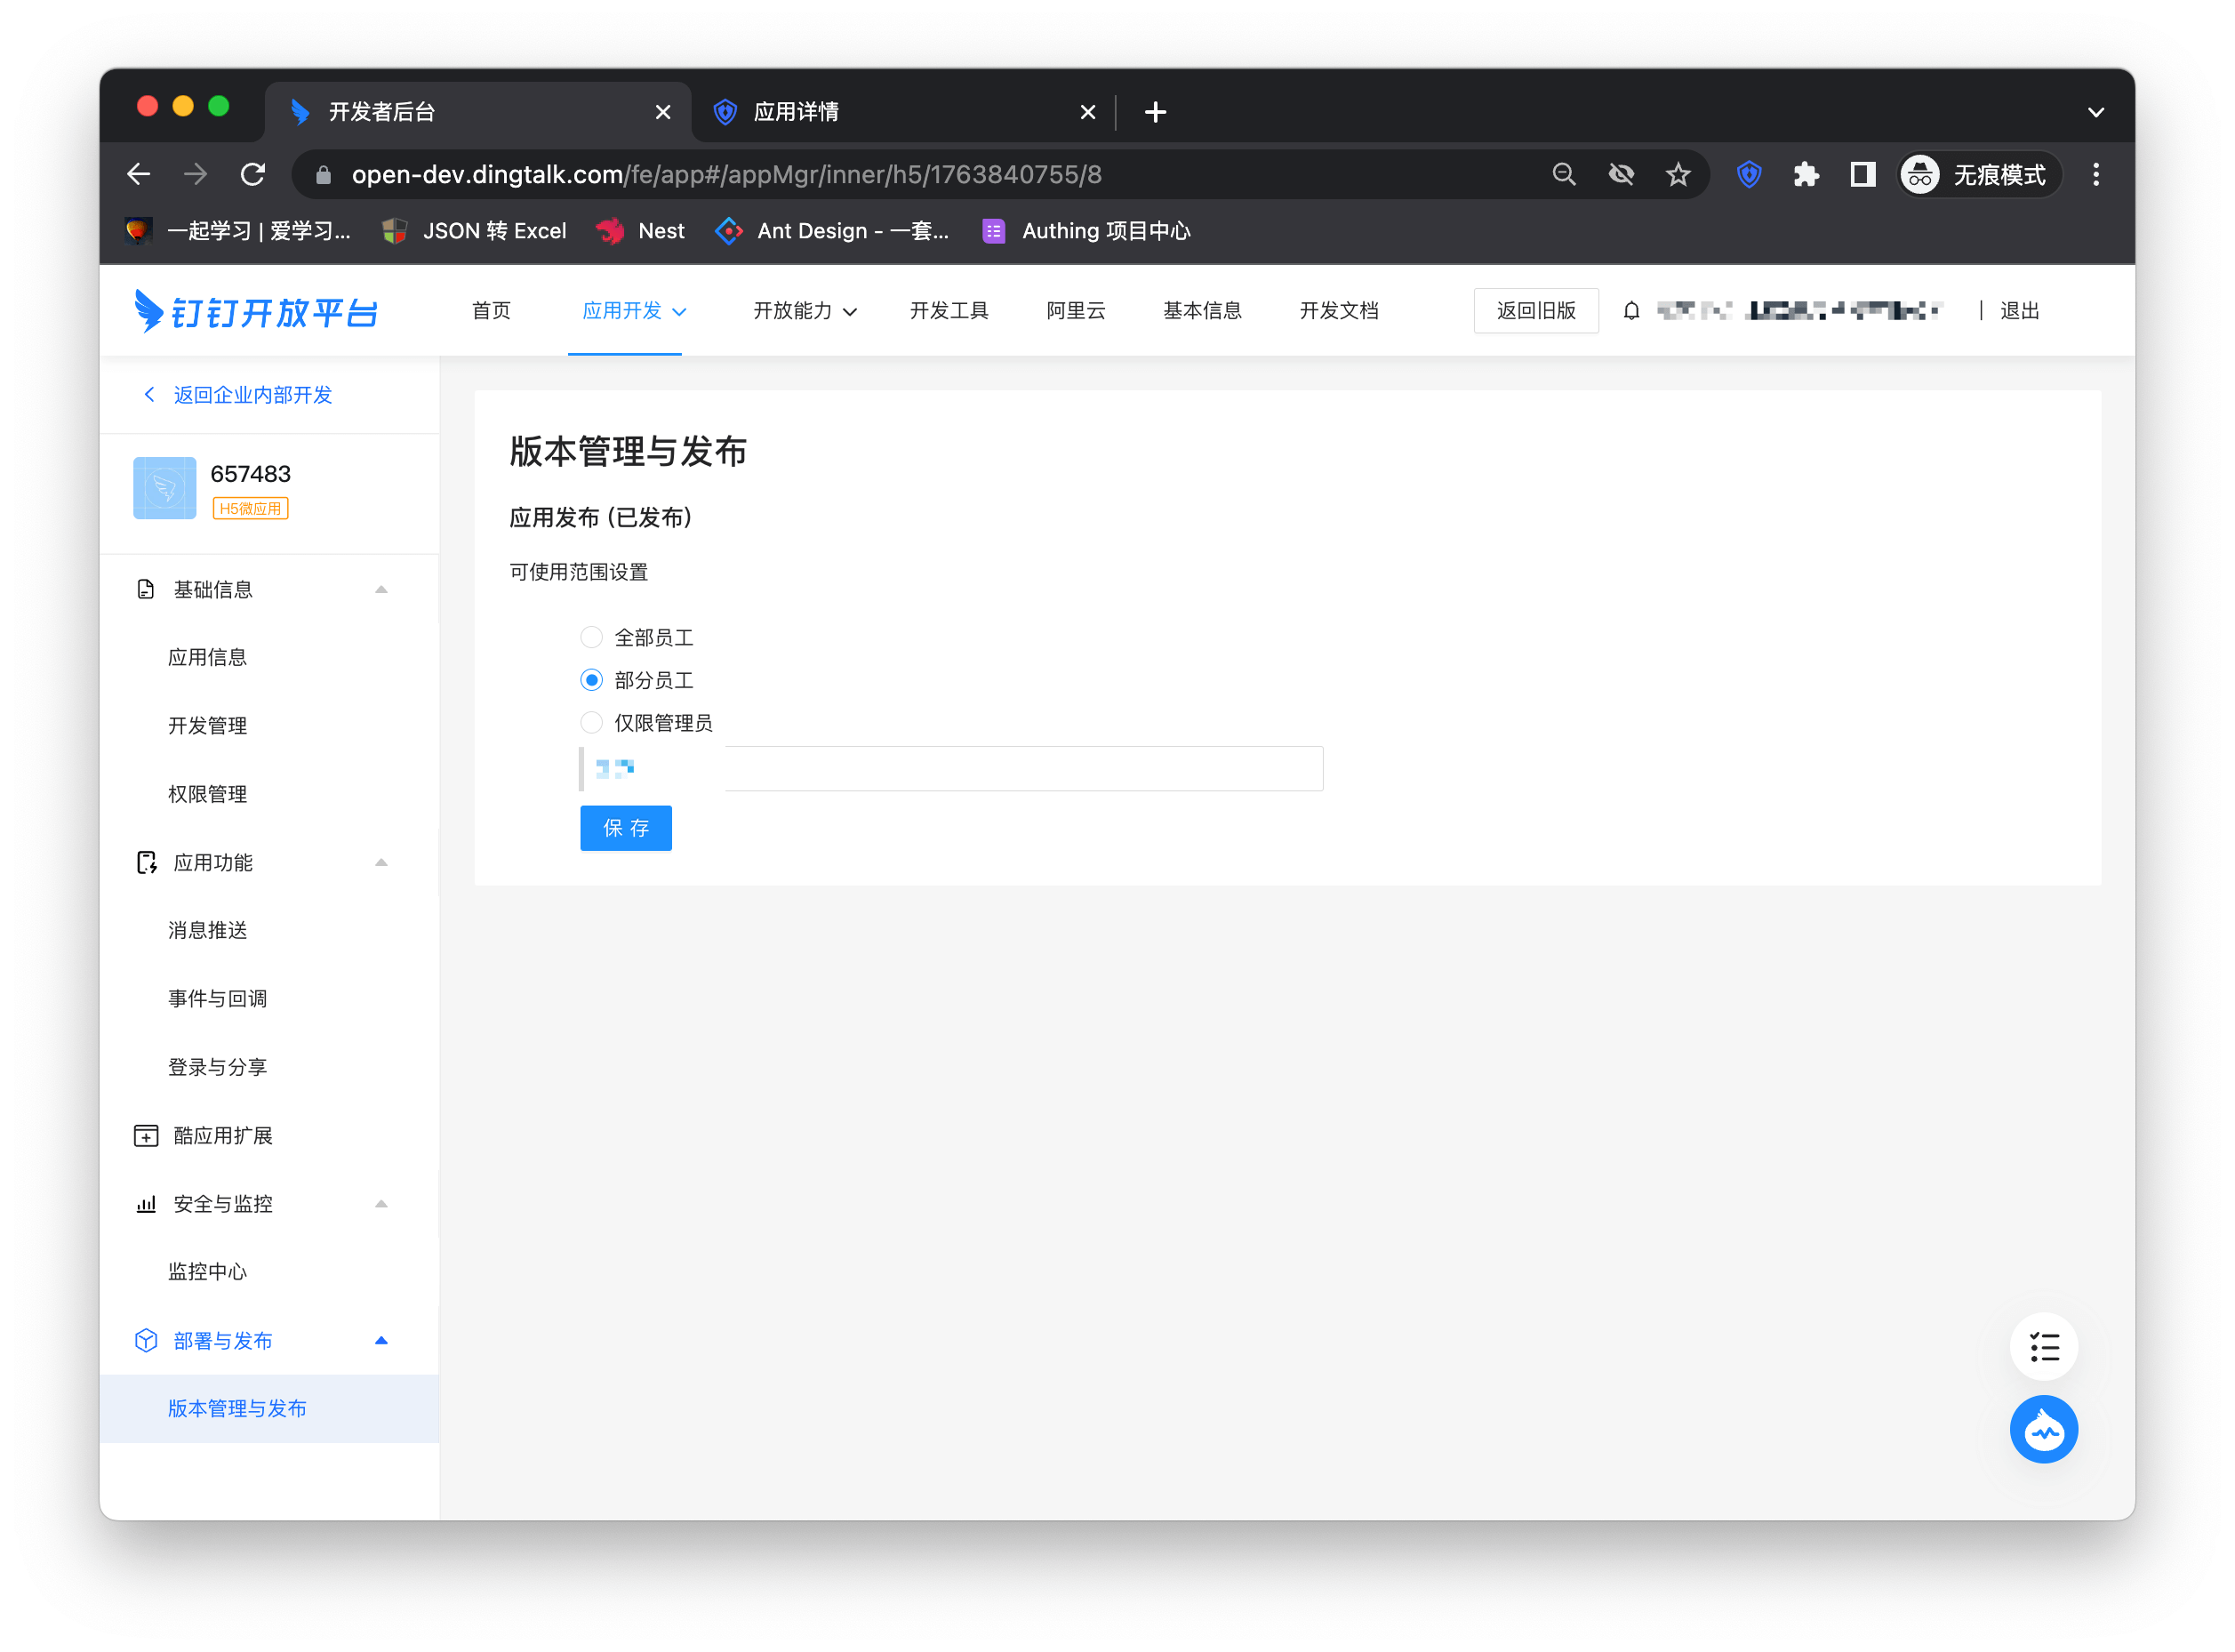 开发者后台
应用详情
open-dev.dingtalk.com/fe/app#/appMgr/inner/h5/1763840755/8
无痕模式
一起学习 | 爱学习...
JSON 转 Excel
Nest
Ant Design - 一套...
Authing 项目中心
钉钉开放平台
首页
应用开发
开放能力
开发工具
阿里云
基本信息
开发文档
返回旧版
退出
返回企业内部开发
657483
H5微应用
基础信息
应用信息
开发管理
权限管理
应用功能
消息推送
事件与回调
登录与分享
酷应用扩展
安全与监控
监控中心
部署与发布
版本管理与发布
版本管理与发布
应用发布 (已发布)
可使用范围设置
全部员工
部分员工
仅限管理员
保 存